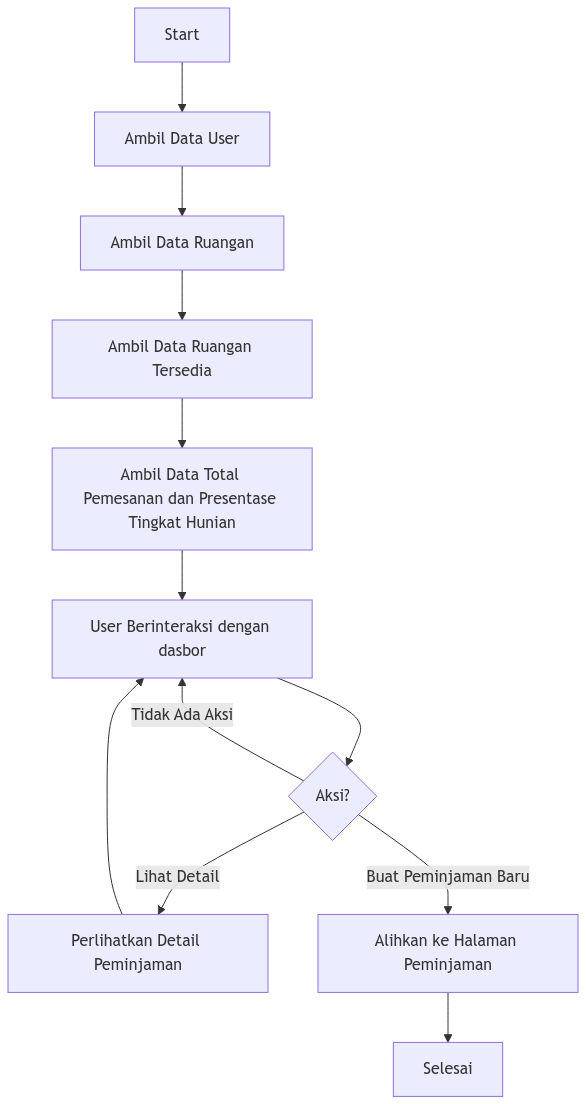 Start
Ambil Data User
Ambil Data Ruangan
Ambil Data Ruangan
Tersedia
Ambil Data Total
Pemesanan dan Presentase
Tingkat Hunian
User Berinteraksi dengan
dasbor
Tidak Ada Aksi
Aksi?
Lihat Detail
Buat Peminjaman Baru
Perlihatkan Detail
Peminjaman
Alihkan ke Halaman
Peminjaman
Selesai